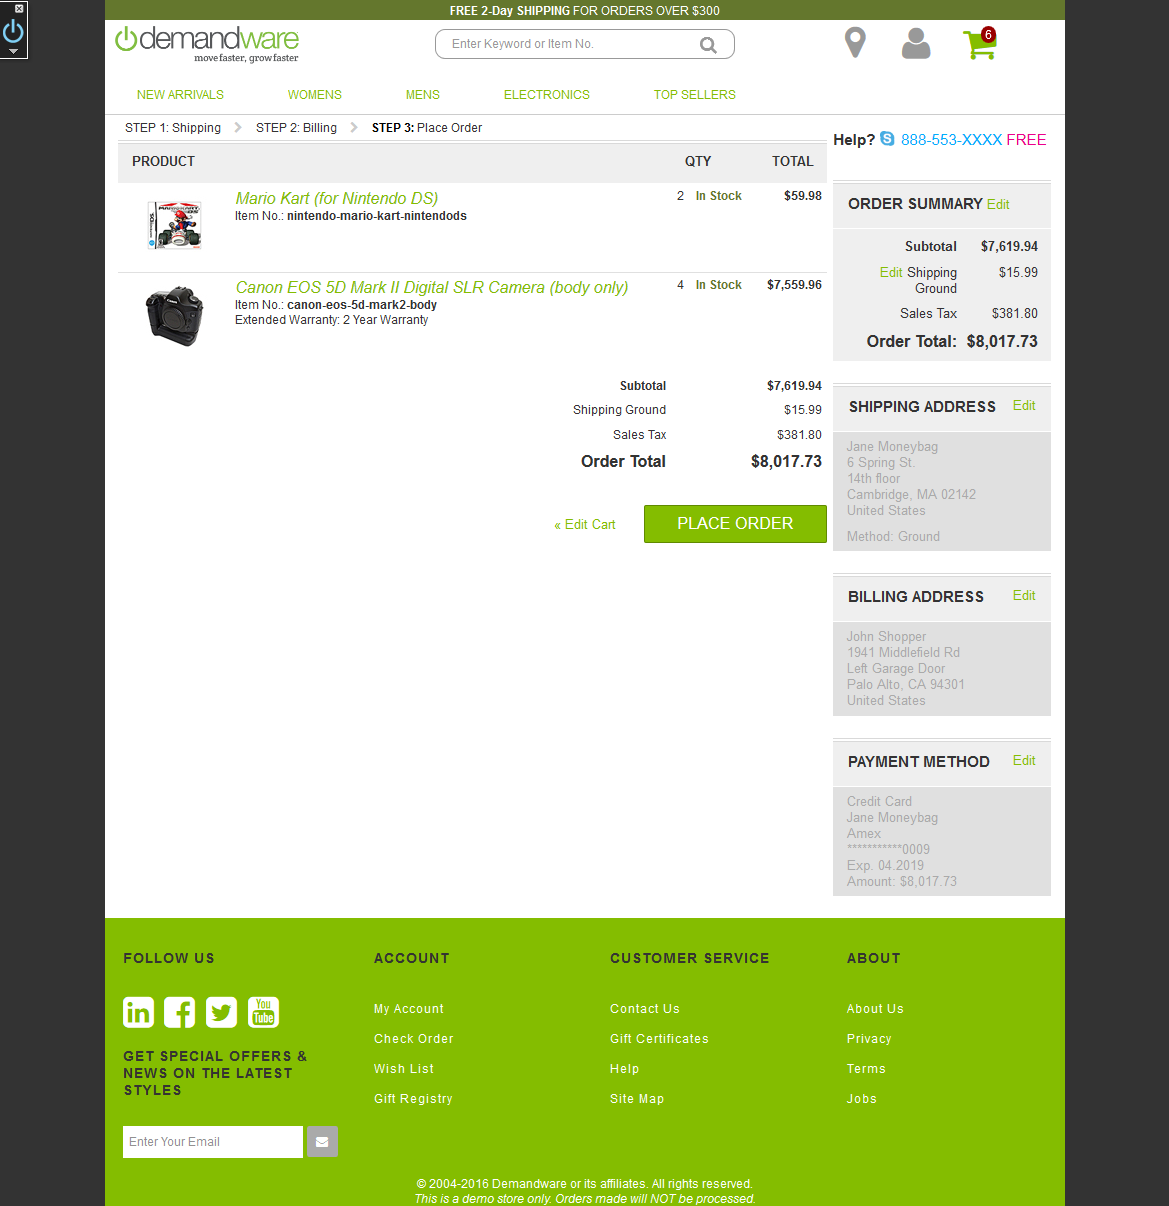 FREE 2-Day SHIPPING FOR ORDERS OVER $300
demandware
move faster, grow faster
Enter Keyword or Item No.
6
NEW ARRIVALS WOMENS MENS ELECTRONICS TOP SELLERS
STEP 1: Shipping STEP 2: Billing STEP 3: Place Order
Help? 888-553-XXXX FREE
PRODUCT QTY TOTAL
Mario Kart (for Nintendo DS) 2 In Stock $59.98
Item No.: nintendo-mario-kart-nintendods
Canon EOS 5D Mark II Digital SLR Camera (body only) 4 In Stock $7,559.96
Item No.: canon-eos-5d-mark2-body
Extended Warranty: 2 Year Warranty
Subtotal $7,619.94
Shipping Ground $15.99
Sales Tax $381.80
Order Total $8,017.73
« Edit Cart PLACE ORDER
ORDER SUMMARY Edit
Subtotal $7,619.94
Edit Shipping $15.99
Ground
Sales Tax $381.80
Order Total: $8,017.73
SHIPPING ADDRESS Edit
Jane Moneybag
6 Spring St.
14th floor
Cambridge, MA 02142
United States
Method: Ground
BILLING ADDRESS Edit
John Shopper
1941 Middlefield Rd
Left Garage Door
Palo Alto, CA 94301
United States
PAYMENT METHOD Edit
Credit Card
Jane Moneybag
Amex
***********0009
Exp. 04.2019
Amount: $8,017.73
FOLLOW US
in f You Tube
GET SPECIAL OFFERS &
NEWS ON THE LATEST
STYLES
Enter Your Email
ACCOUNT
My Account
Check Order
Wish List
Gift Registry
CUSTOMER SERVICE
Contact Us
Gift Certificates
Help
Site Map
ABOUT
About Us
Privacy
Terms
Jobs
© 2004-2016 Demandware or its affiliates. All rights reserved.
This is a demo store only. Orders made will NOT be processed.